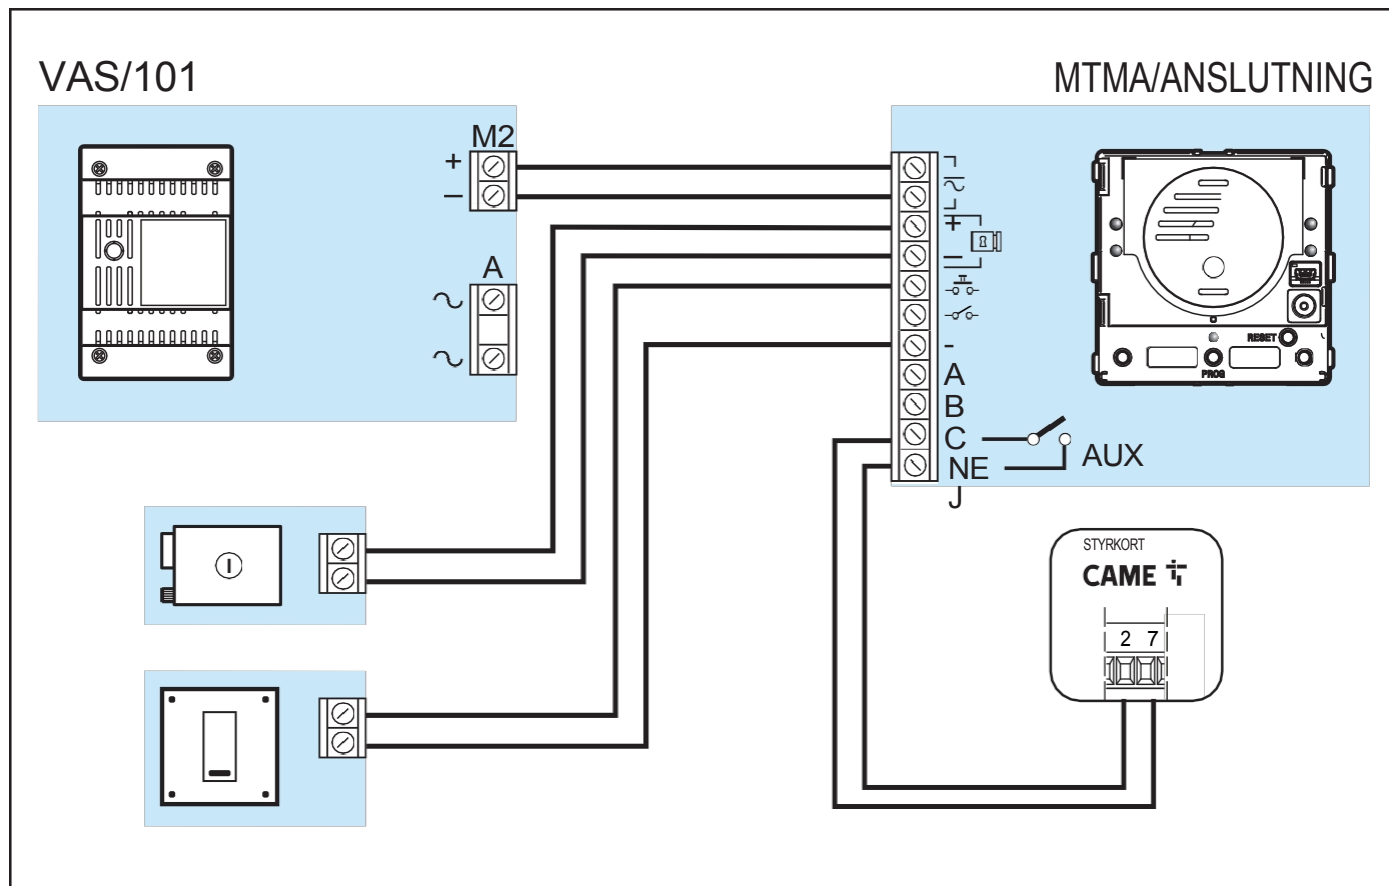 VAS/101
MTMA/ANSLUTNING
M2
+
–
A
+
–
-
A
B
C
NE
J
AUX
RESET
PROG
STYRKORT
CAME
2 7